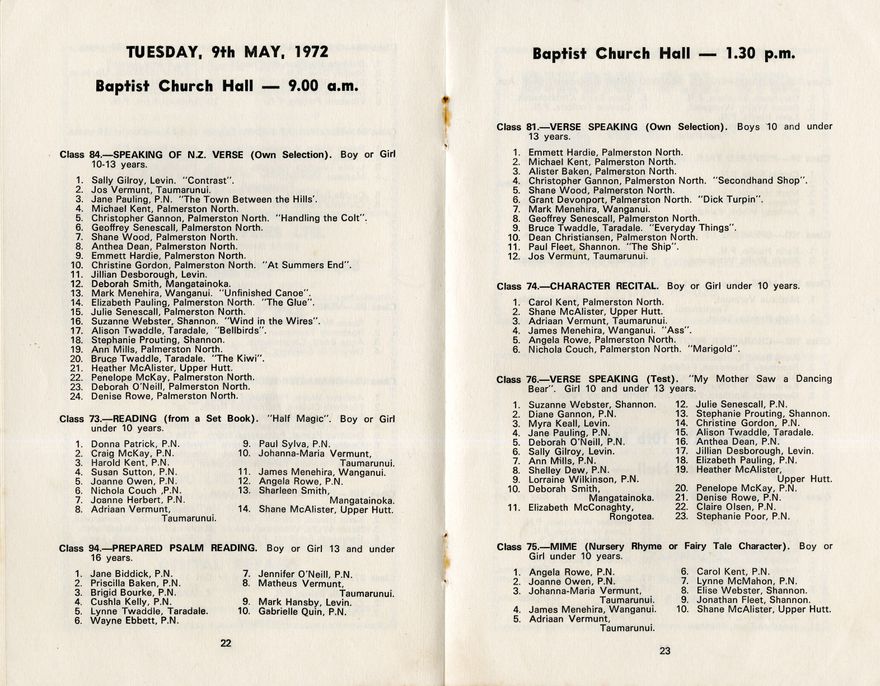 TUESDAY, 9th MAY, 1972
Baptist Church Hall — 9.00 a.m.
Class 84.—SPEAKING OF N.Z. VERSE (Own Selection). Boy or Girl
10-13 years.
1. Sally Gilroy, Levin. "Contrast".
2. Jos Vermunt, Taumarunui.
3. Jane Pauling, P.N. "The Town Between the Hills'.
4. Michael Kent, Palmerston North.
5. Christopher Gannon, Palmerston North. "Handling the Colt".
6. Geoffrey Senescall, Palmerston North.
7. Shane Wood, Palmerston North.
8. Anthea Dean, Palmerston North.
9. Emmett Hardie, Palmerston North.
10. Christine Gordon, Palmerston North. "At Summers End".
11. Jillian Desborough, Levin.
12. Deborah Smith, Mangatainoka.
13. Mark Menehira, Wanganui. "Unfinished Canoe".
14. Elizabeth Pauling, Palmerston North. "The Glue".
15. Julie Senescall, Palmerston North.
16. Suzanne Webster, Shannon. "Wind in the Wires".
17. Alison Twaddle, Taradale, "Bellbirds".
18. Stephanie Prouting, Shannon.
19. Ann Mills, Palmerston North.
20. Bruce Twaddle, Taradale. "The Kiwi".
21. Heather McAlister, Upper Hutt.
22. Penelope McKay, Palmerston North.
23. Deborah O'Neill, Palmerston North.
24. Denise Rowe, Palmerston North.
Class 73.—READING (from a Set Book). "Half Magic". Boy or Girl
under 10 years.
1. Donna Patrick, P.N.
2. Craig McKay, P.N.
3. Harold Kent, P.N.
4. Susan Sutton, P.N.
5. Joanne Owen, P.N.
6. Nichola Couch ,P.N.
7. Joanne Herbert, P.N.
8. Adriaan Vermunt,
Taumarunui.
9. Paul Sylva, P.N.
10. Johanna-Maria Vermunt,
Taumarunui.
11. James Menehira, Wanganui.
12. Angela Rowe, P.N.
13. Sharleen Smith,
Mangatainoka.
14. Shane McAlister, Upper Hutt.
Class 94.—PREPARED PSALM READING. Boy or Girl 13 and under
16 years.
1. Jane Biddick, P.N.
2. Priscilla Baken, P.N.
3. Brigid Bourke, P.N.
4. Cushla Kelly, P.N.
5. Lynne Twaddle, Taradale.
6. Wayne Ebbett, P.N.
7. Jennifer O'Neill, P.N.
8. Matheus Vermunt,
Taumarunui.
9. Mark Hansby, Levin.
10. Gabrielle Quin, P.N.
22
Baptist Church Hall — 1.30 p.m.
Class 81.—VERSE SPEAKING (Own Selection). Boys 10 and under
13 years.
1. Emmett Hardie, Palmerston North.
2. Michael Kent, Palmerston North.
3. Alister Baken, Palmerston North.
4. Christopher Gannon, Palmerston North. "Secondhand Shop".
5. Shane Wood, Palmerston North.
6. Grant Devonport, Palmerston North. "Dick Turpin".
7. Mark Menehira, Wanganui.
8. Geoffrey Senescall, Palmerston North.
9. Bruce Twaddle, Taradale. "Everyday Things".
10. Dean Christiansen, Palmerston North.
11. Paul Fleet, Shannon. "The Ship".
12. Jos Vermunt, Taumarunui.
Class 74.—CHARACTER RECITAL. Boy or Girl under 10 years.
1. Carol Kent, Palmerston North.
2. Shane McAlister, Upper Hutt.
3. Adriaan Vermunt, Taumarunui.
4. James Menehira, Wanganui. "Ass".
5. Angela Rowe, Palmerston North.
6. Nichola Couch, Palmerston North. "Marigold".
Class 76.—VERSE SPEAKING (Test). "My Mother Saw a Dancing
Bear". Girl 10 and under 13 years.
1. Suzanne Webster, Shannon.
2. Diane Gannon, P.N.
3. Myra Keall, Levin.
4. Jane Pauling, P.N.
5. Deborah O'Neill, P.N.
6. Sally Gilroy, Levin.
7. Ann Mills, P.N.
8. Shelley Dew, P.N.
9. Lorraine Wilkinson, P.N.
10. Deborah Smith,
Mangatainoka.
11. Elizabeth McConaghty,
Rongotea.
12. Julie Senescall, P.N.
13. Stephanie Prouting, Shannon.
14. Christine Gordon, P.N.
15. Alison Twaddle, Taradale.
16. Anthea Dean, P.N.
17. Jillian Desborough, Levin.
18. Elizabeth Pauling, P.N.
19. Heather McAlister,
Upper Hutt.
20. Penelope McKay, P.N.
21. Denise Rowe, P.N.
22. Claire Olsen, P.N.
23. Stephanie Poor, P.N.
Class 75.—MIME (Nursery Rhyme or Fairy Tale Character). Boy or
Girl under 10 years.
1. Angela Rowe, P.N.
2. Joanne Owen, P.N.
3. Johanna-Maria Vermunt,
Taumarunui.
4. James Menehira, Wanganui.
5. Adriaan Vermunt,
Taumarunui.
6. Carol Kent, P.N.
7. Lynne McMahon, P.N.
8. Elise Webster, Shannon.
9. Jonathan Fleet, Shannon.
10. Shane McAlister, Upper Hutt.
23